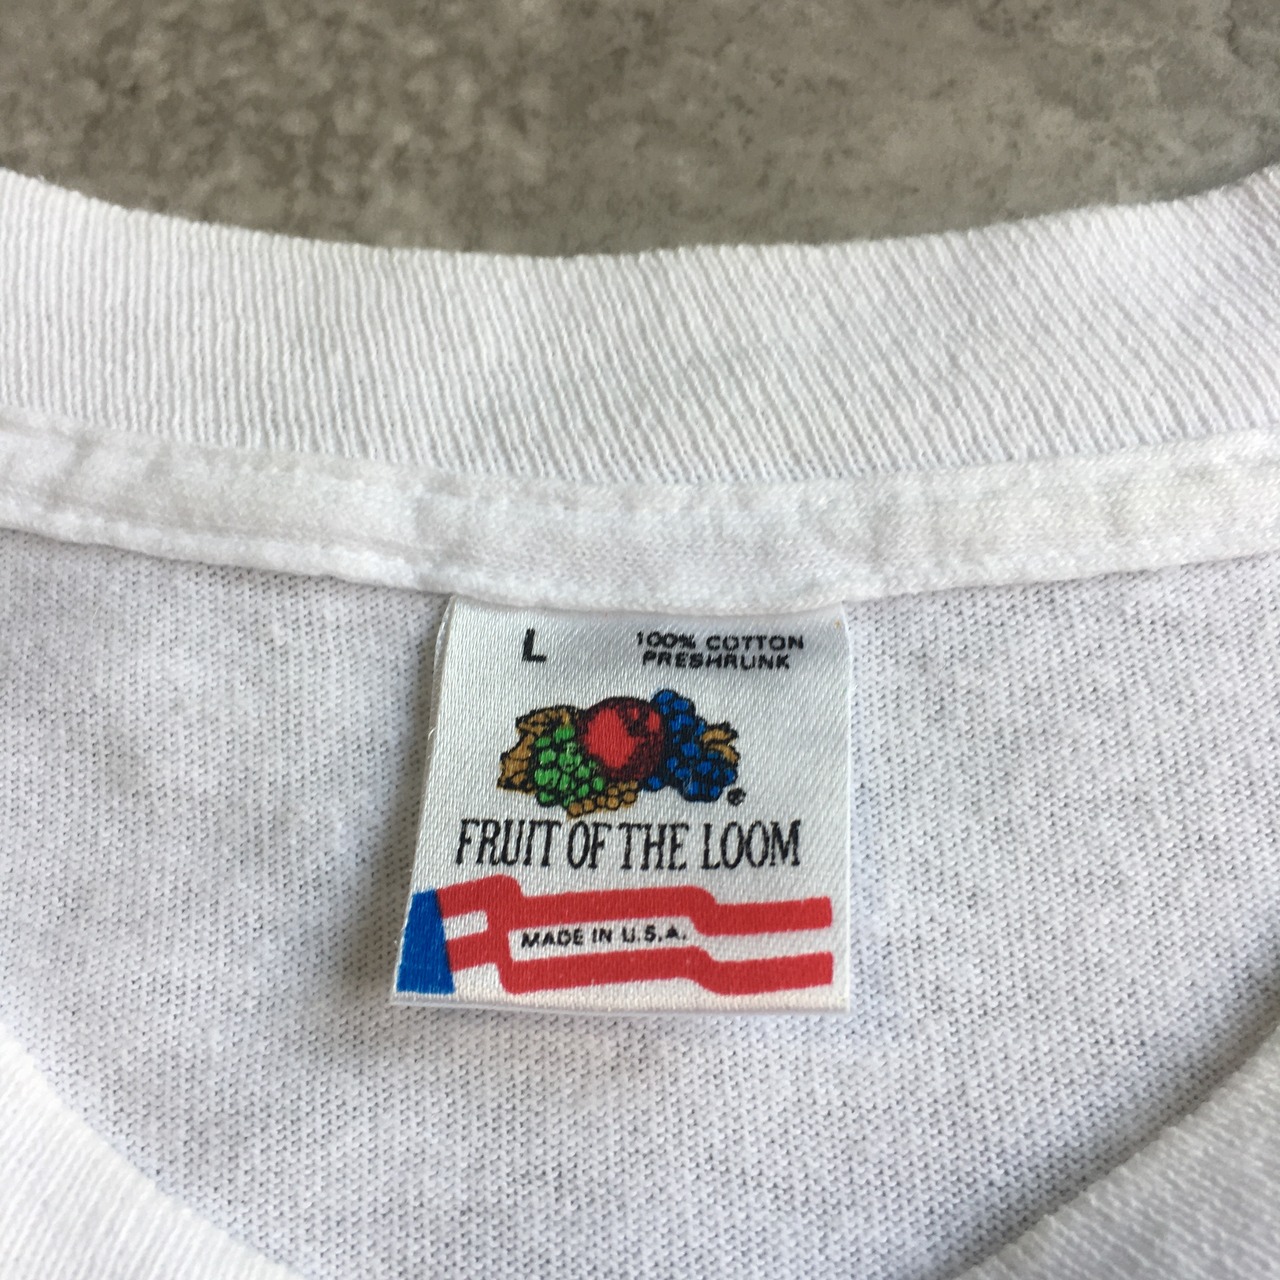 L
100% COTTON
PRESHRUNK
®
FRUIT OF THE LOOM
MADE IN U.S.A.